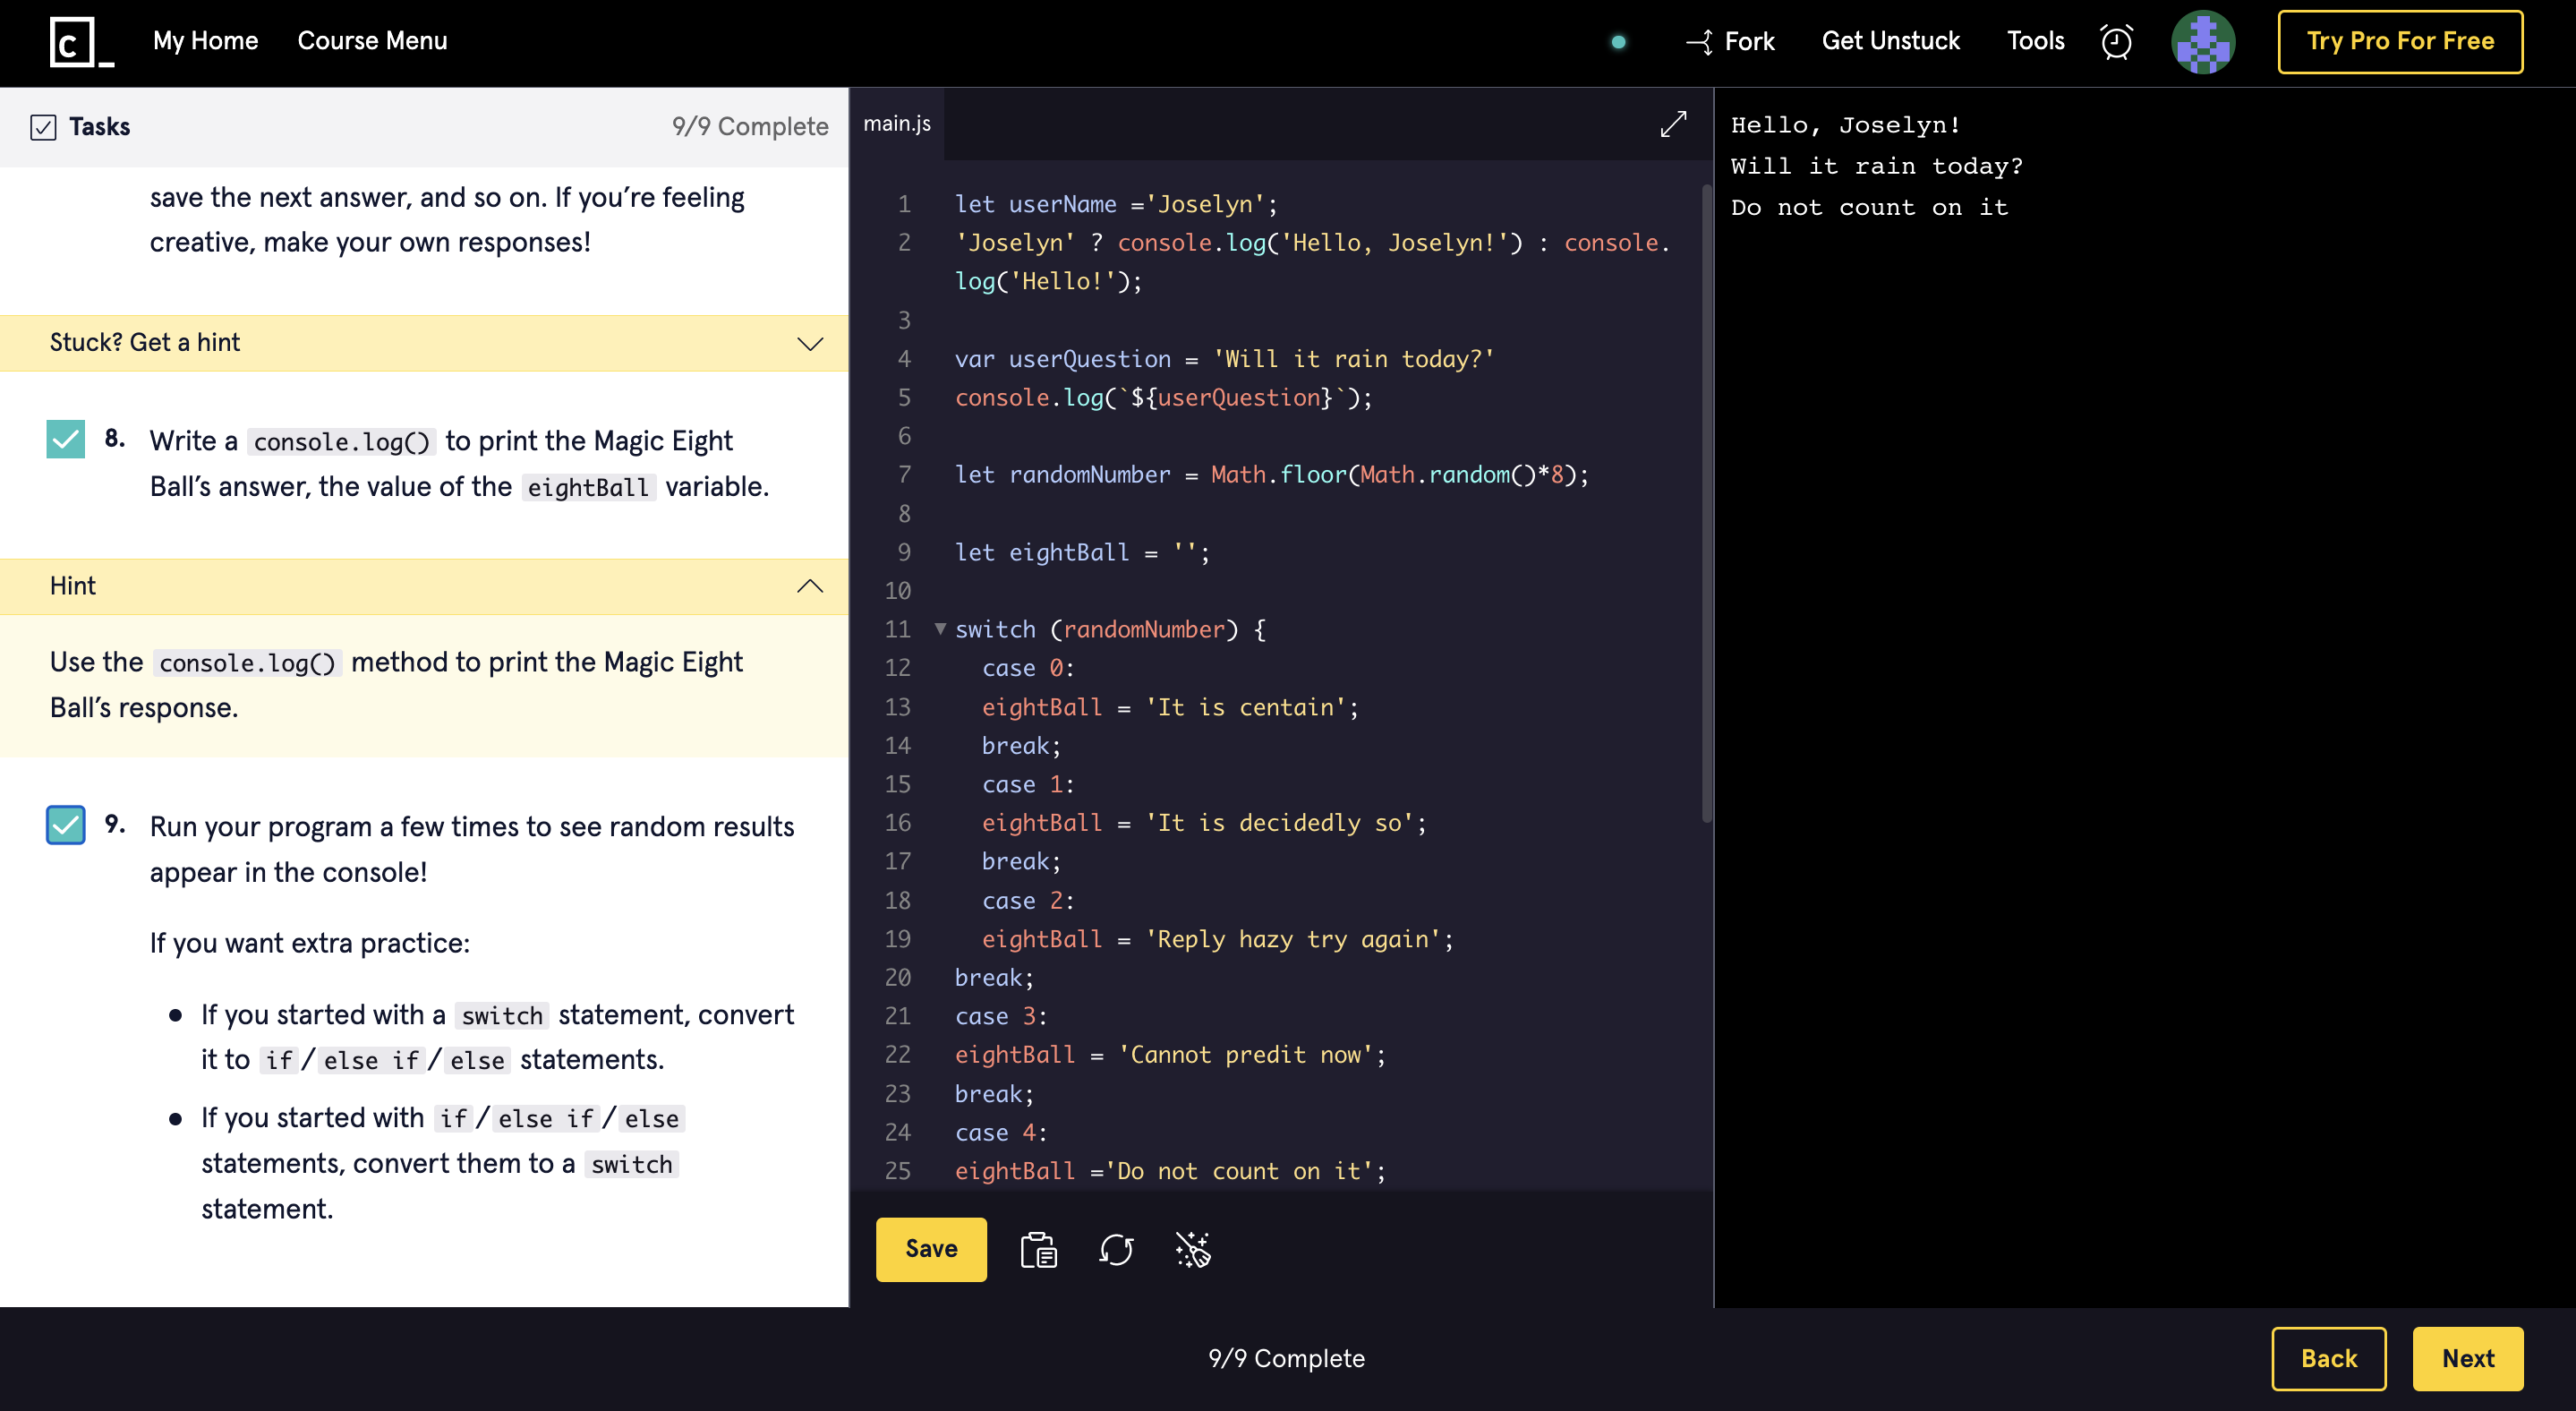 C_
My Home
Course Menu
Fork
Get Unstuck
Tools
Try Pro For Free
Tasks
9/9 Complete
save the next answer, and so on. If you’re feeling
creative, make your own responses!
Stuck? Get a hint
8. Write a console.log() to print the Magic Eight
Ball’s answer, the value of the eightBall variable.
Hint
Use the console.log() method to print the Magic Eight
Ball’s response.
9. Run your program a few times to see random results
appear in the console!
If you want extra practice:
● If you started with a switch statement, convert
it to if/else if/else statements.
● If you started with if/else if/else
statements, convert them to a switch
statement.
main.js
1 let userName ='Joselyn';
2 'Joselyn' ? console.log('Hello, Joselyn!') : console.
log('Hello!');
3
4 var userQuestion = 'Will it rain today?'
5 console.log(`${userQuestion}`);
6
7 let randomNumber = Math.floor(Math.random()*8);
8
9 let eightBall = '';
10
11 switch (randomNumber) {
12 case 0:
13 eightBall = 'It is centain';
14 break;
15 case 1:
16 eightBall = 'It is decidedly so';
17 break;
18 case 2:
19 eightBall = 'Reply hazy try again';
20 break;
21 case 3:
22 eightBall = 'Cannot predit now';
23 break;
24 case 4:
25 eightBall ='Do not count on it';
Save
Hello, Joselyn!
Will it rain today?
Do not count on it
9/9 Complete
Back
Next